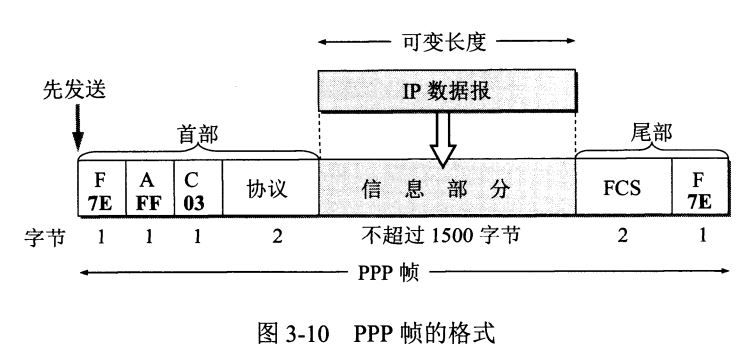 可变长度
先发送
IP 数据报
首部
尾部
F A C 协议 信息部分 FCS F
7E FF 03 7E
字节 1 1 1 2 不超过 1500 字节 2 1
PPP 帧
图 3-10 PPP 帧的格式